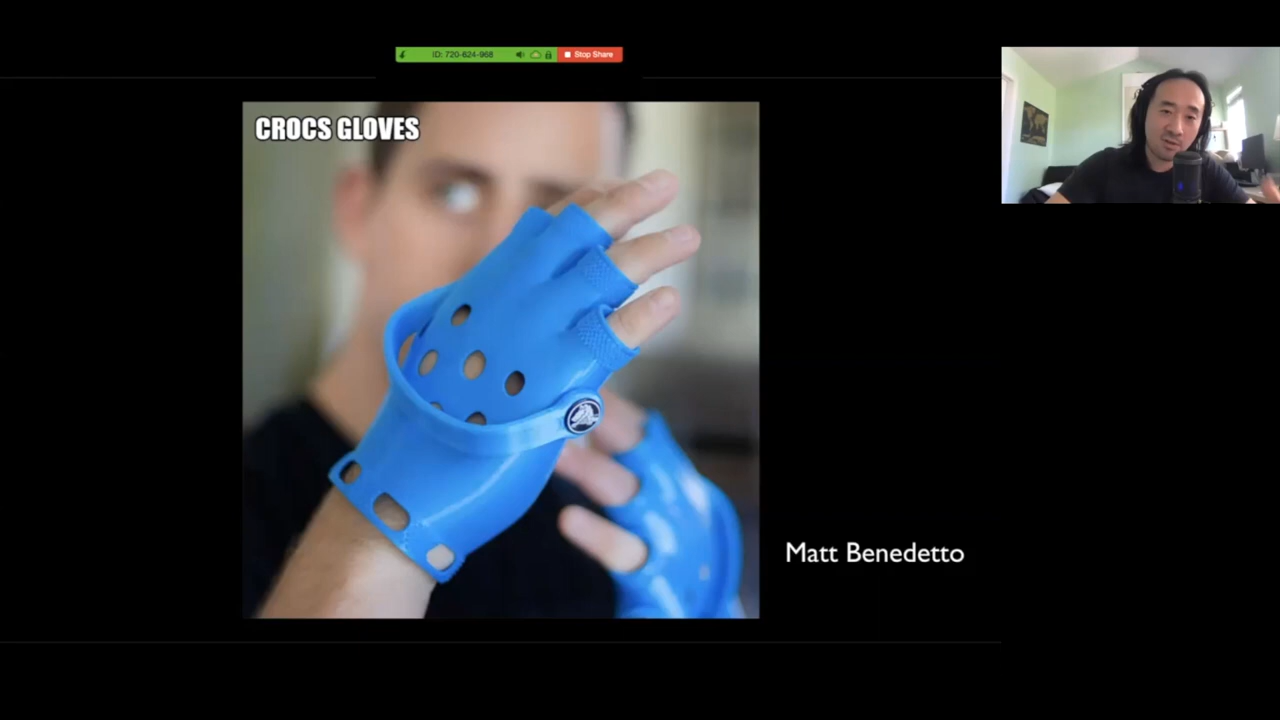 ID: 720-624-968
Stop Share
CROCS GLOVES
Matt Benedetto